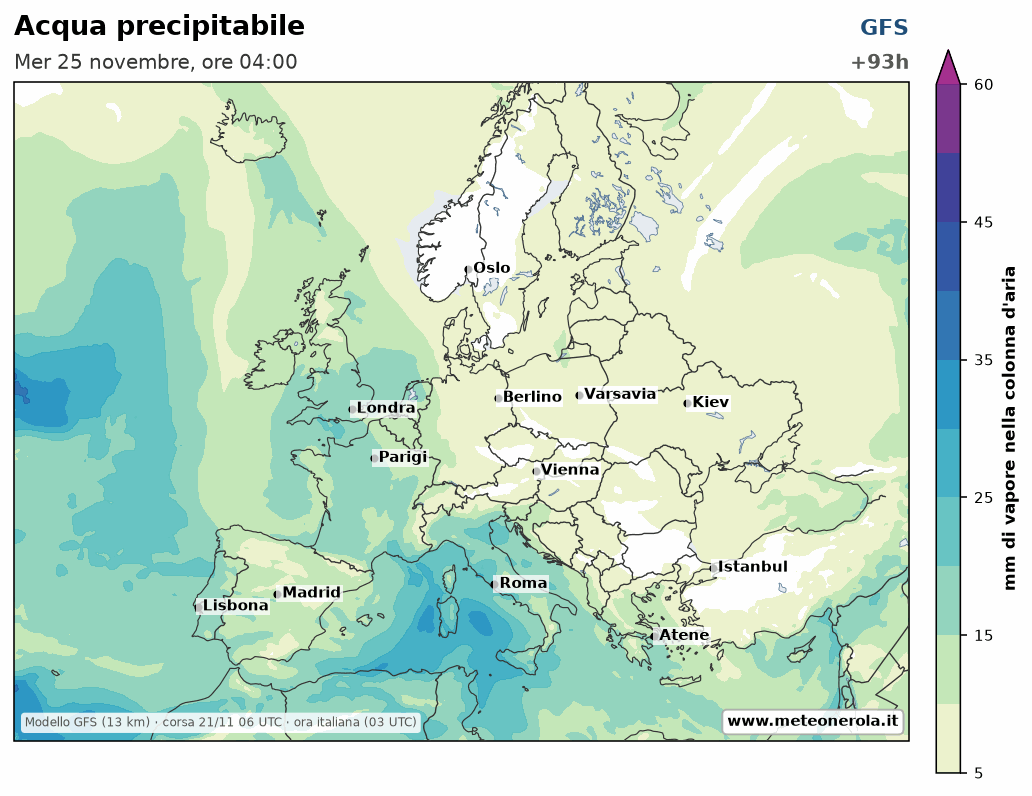 Acqua precipitabile
GFS
Mer 25 novembre, ore 04:00
+93h
60
45
35
25
15
5
mm di vapore nella colonna d'aria
Oslo
Berlino
Varsavia
Kiev
Londra
Parigi
Vienna
Istanbul
Roma
Madrid
Lisbona
Atene
Modello GFS (13 km) · corsa 21/11 06 UTC · ora italiana (03 UTC)
www.meteonerola.it